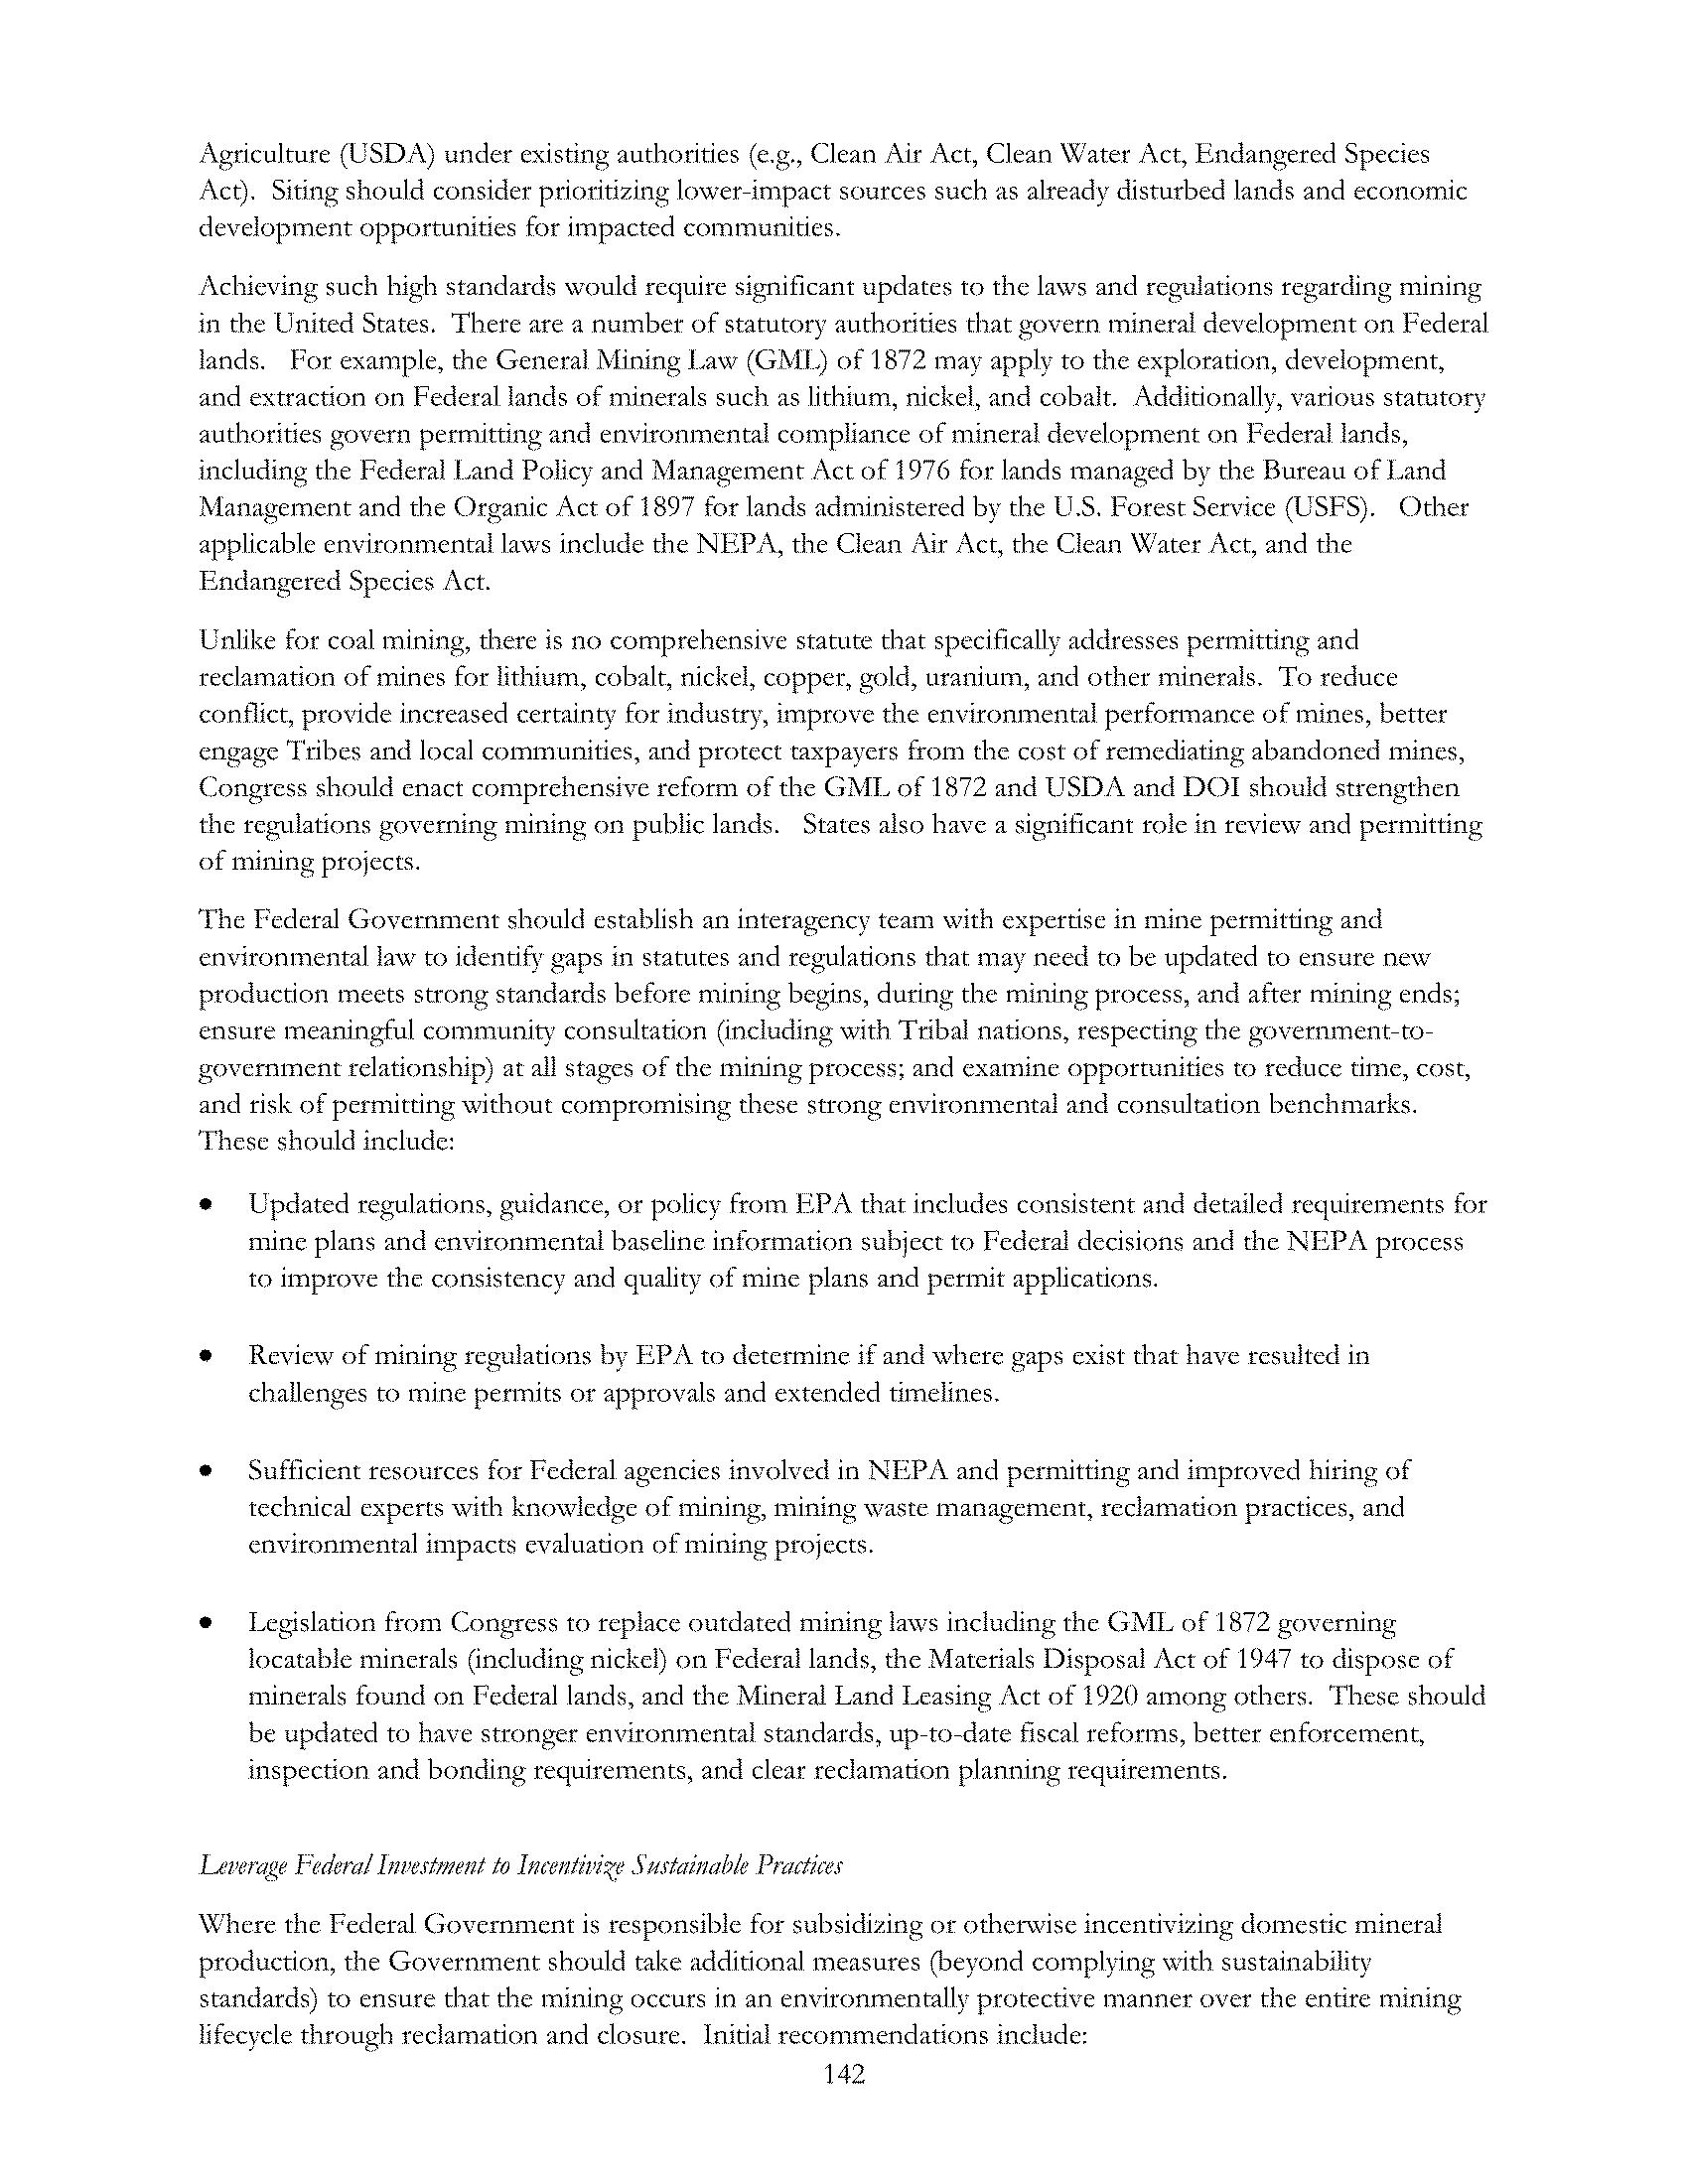 Agriculture (USDA) under existing authorities (e.g., Clean Air Act, Clean Water Act, Endangered Species
Act).  Siting should consider prioritizing lower-impact sources such as already disturbed lands and economic
development opportunities for impacted communities.
Achieving such high standards would require significant updates to the laws and regulations regarding mining
in the United States.  There are a number of statutory authorities that govern mineral development on Federal
lands.   For example, the General Mining Law (GML) of 1872 may apply to the exploration, development,
and extraction on Federal lands of minerals such as lithium, nickel, and cobalt.  Additionally, various statutory
authorities govern permitting and environmental compliance of mineral development on Federal lands,
including the Federal Land Policy and Management Act of 1976 for lands managed by the Bureau of Land
Management and the Organic Act of 1897 for lands administered by the U.S. Forest Service (USFS).   Other
applicable environmental laws include the NEPA, the Clean Air Act, the Clean Water Act, and the
Endangered Species Act.
Unlike for coal mining, there is no comprehensive statute that specifically addresses permitting and
reclamation of mines for lithium, cobalt, nickel, copper, gold, uranium, and other minerals.  To reduce
conflict, provide increased certainty for industry, improve the environmental performance of mines, better
engage Tribes and local communities, and protect taxpayers from the cost of remediating abandoned mines,
Congress should enact comprehensive reform of the GML of 1872 and USDA and DOI should strengthen
the regulations governing mining on public lands.   States also have a significant role in review and permitting
of mining projects.
The Federal Government should establish an interagency team with expertise in mine permitting and
environmental law to identify gaps in statutes and regulations that may need to be updated to ensure new
production meets strong standards before mining begins, during the mining process, and after mining ends;
ensure meaningful community consultation (including with Tribal nations, respecting the government-to-
government relationship) at all stages of the mining process; and examine opportunities to reduce time, cost,
and risk of permitting without compromising these strong environmental and consultation benchmarks.
These should include:
• Updated regulations, guidance, or policy from EPA that includes consistent and detailed requirements for
mine plans and environmental baseline information subject to Federal decisions and the NEPA process
to improve the consistency and quality of mine plans and permit applications.
• Review of mining regulations by EPA to determine if and where gaps exist that have resulted in
challenges to mine permits or approvals and extended timelines.
• Sufficient resources for Federal agencies involved in NEPA and permitting and improved hiring of
technical experts with knowledge of mining, mining waste management, reclamation practices, and
environmental impacts evaluation of mining projects.
• Legislation from Congress to replace outdated mining laws including the GML of 1872 governing
locatable minerals (including nickel) on Federal lands, the Materials Disposal Act of 1947 to dispose of
minerals found on Federal lands, and the Mineral Land Leasing Act of 1920 among others.  These should
be updated to have stronger environmental standards, up-to-date fiscal reforms, better enforcement,
inspection and bonding requirements, and clear reclamation planning requirements.
Leverage Federal Investment to Incentivize Sustainable Practices
Where the Federal Government is responsible for subsidizing or otherwise incentivizing domestic mineral
production, the Government should take additional measures (beyond complying with sustainability
standards) to ensure that the mining occurs in an environmentally protective manner over the entire mining
lifecycle through reclamation and closure.  Initial recommendations include:
142